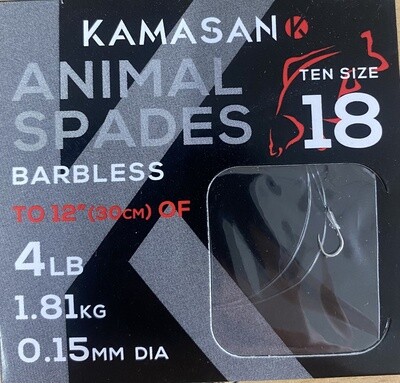 KAMASAN K
ANIMAL
SPADES
TEN SIZE
18
BARBLESS
TO 12" (30CM) OF
4LB
1.81KG
0.15MM DIA